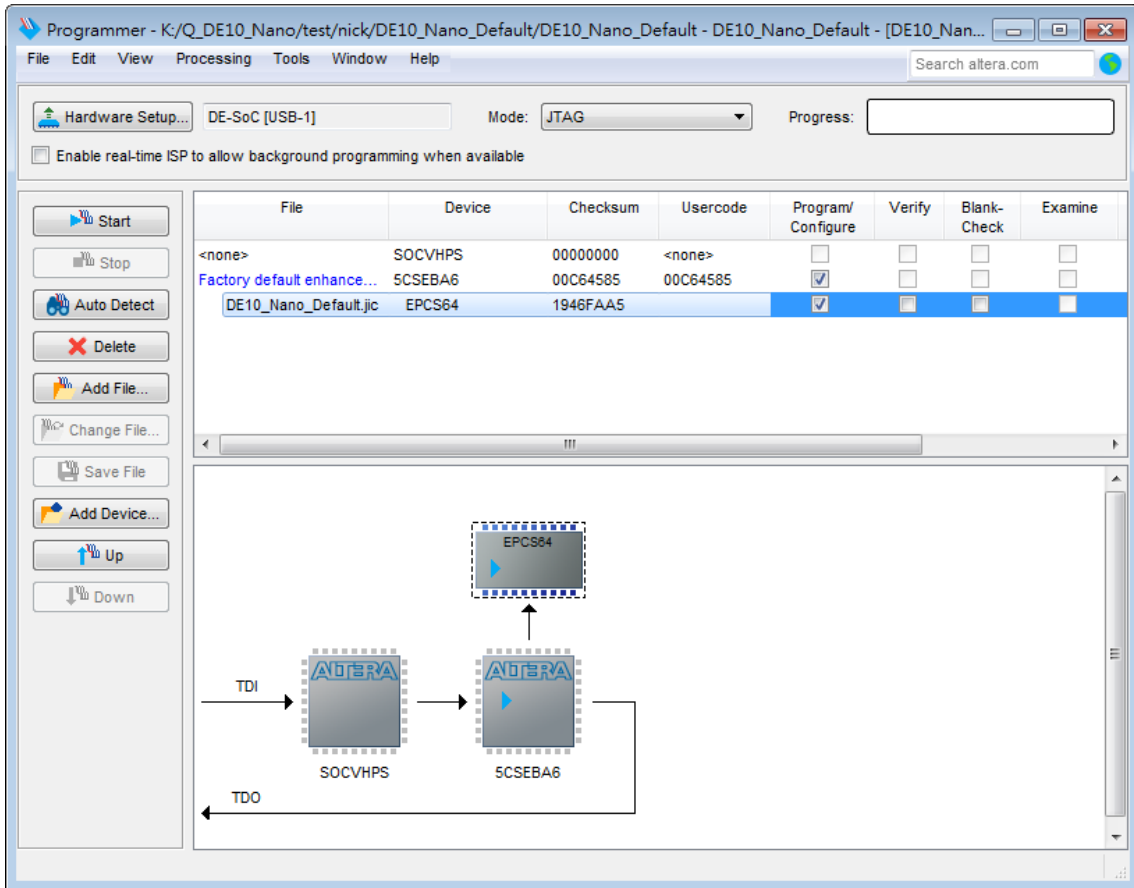 Programmer - K:/Q_DE10_Nano/test/nick/DE10_Nano_Default/DE10_Nano_Default - DE10_Nano_Default - [DE10_Nan...
File Edit View Processing Tools Window Help Search altera.com
Hardware Setup... DE-SoC [USB-1] Mode: JTAG Progress:
Enable real-time ISP to allow background programming when available
Start
Stop
Auto Detect
Delete
Add File...
Change File...
Save File
Add Device...
Up
Down
File Device Checksum Usercode Program/ Verify Blank- Examine
Configure Check
<none> SOCVHPS 00000000 <none>
Factory default enhance... 5CSEBA6 00C64585 00C64585
DE10_Nano_Default.jic EPCS64 1946FAA5
EPCS64
ALTERA ALTERA
TDI
SOCVHPS 5CSEBA6
TDO